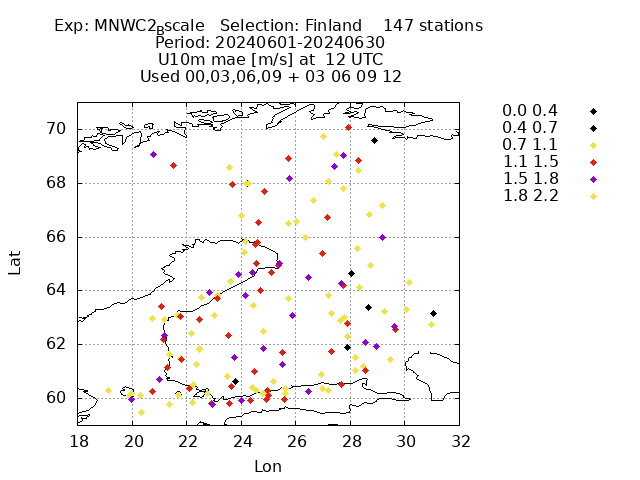 Exp: MNWC2_Bscale Selection: Finland 147 stations
Period: 20240601-20240630
U10m mae [m/s] at 12 UTC
Used 00,03,06,09 + 03 06 09 12
0.0 0.4
0.4 0.7
0.7 1.1
1.1 1.5
1.5 1.8
1.8 2.2
70
68
66
64
62
60
Lat
18 20 22 24 26 28 30 32
Lon